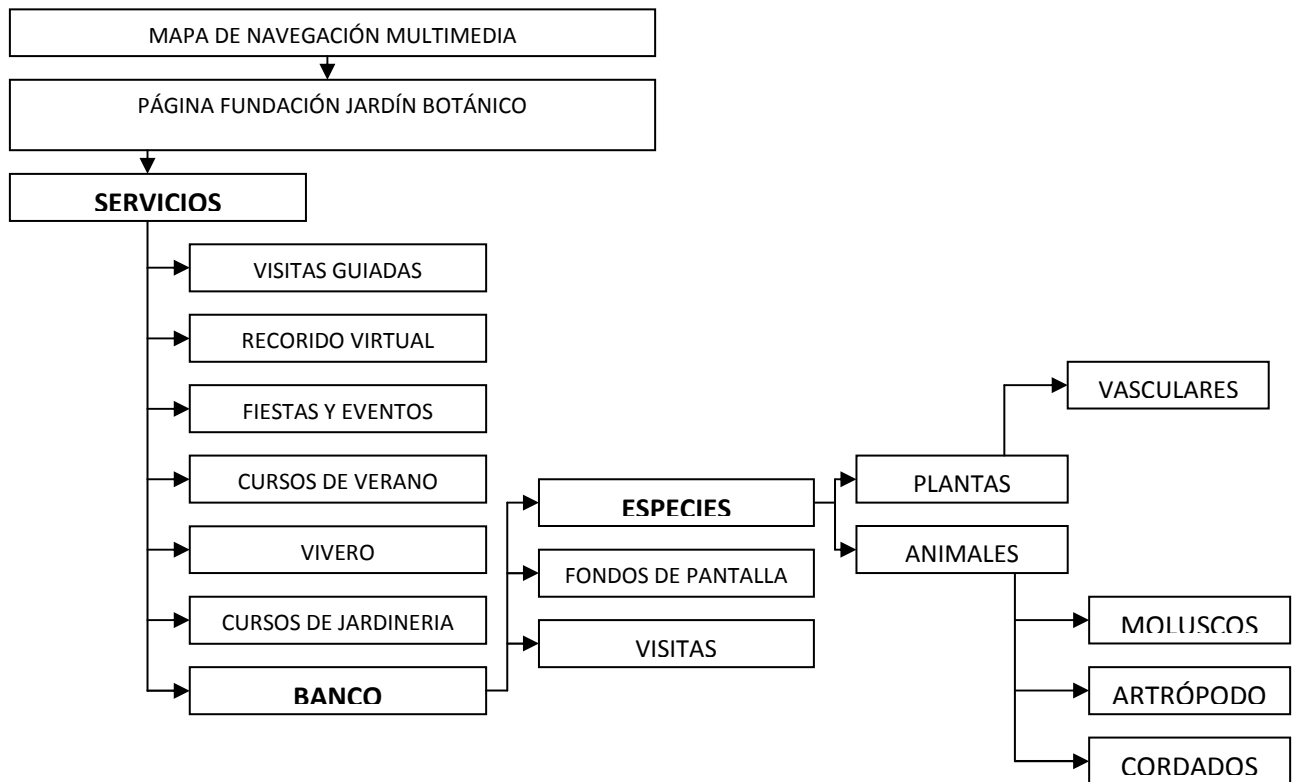 MAPA DE NAVEGACIÓN MULTIMEDIA
PÁGINA FUNDACIÓN JARDÍN BOTÁNICO
SERVICIOS
VISITAS GUIADAS
RECORIDO VIRTUAL
FIESTAS Y EVENTOS
CURSOS DE VERANO
VIVERO
CURSOS DE JARDINERIA
BANCO
ESPECIES
FONDOS DE PANTALLA
VISITAS
PLANTAS
ANIMALES
VASCULARES
MOLUSCOS
ARTRÓPODO
CORDADOS